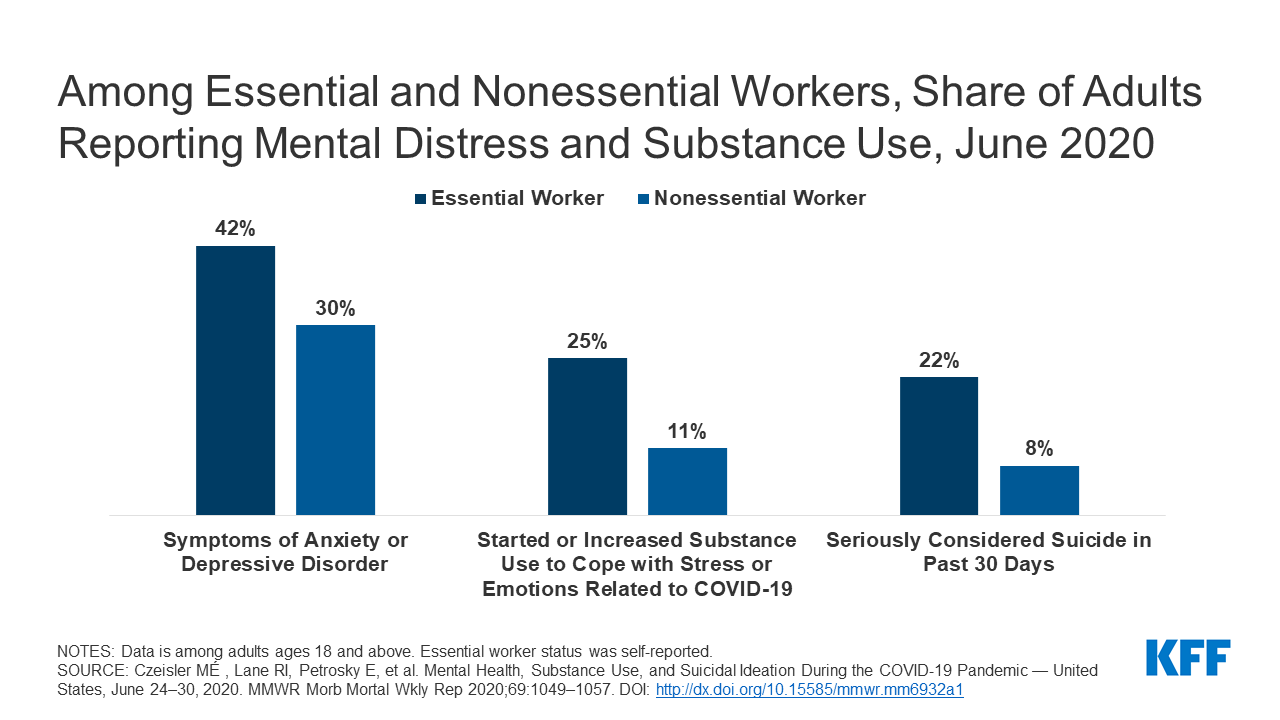 Among Essential and Nonessential Workers, Share of Adults
Reporting Mental Distress and Substance Use, June 2020
Essential Worker
Nonessential Worker
42%
30%
25%
11%
22%
8%
Symptoms of Anxiety or
Depressive Disorder
Started or Increased Substance
Use to Cope with Stress or
Emotions Related to COVID-19
Seriously Considered Suicide in
Past 30 Days
NOTES: Data is among adults ages 18 and above. Essential worker status was self-reported.
SOURCE: Czeisler MÉ , Lane RI, Petrosky E, et al. Mental Health, Substance Use, and Suicidal Ideation During the COVID-19 Pandemic — United
States, June 24–30, 2020. MMWR Morb Mortal Wkly Rep 2020;69:1049–1057. DOI: http://dx.doi.org/10.15585/mmwr.mm6932a1
KFF